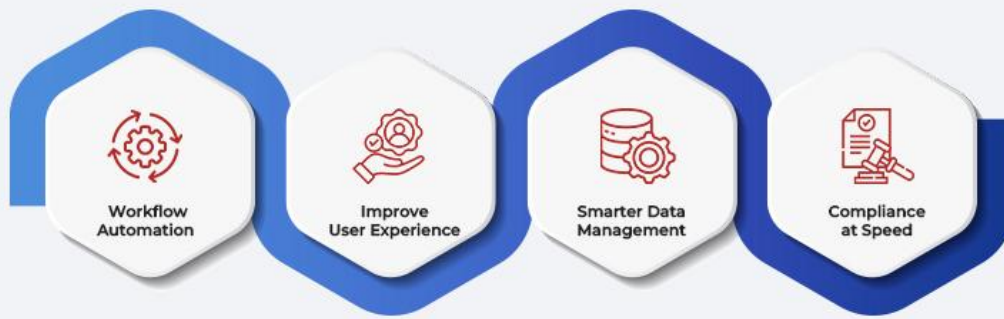 Workflow
Automation
Improve
User Experience
Smarter Data
Management
Compliance
at Speed